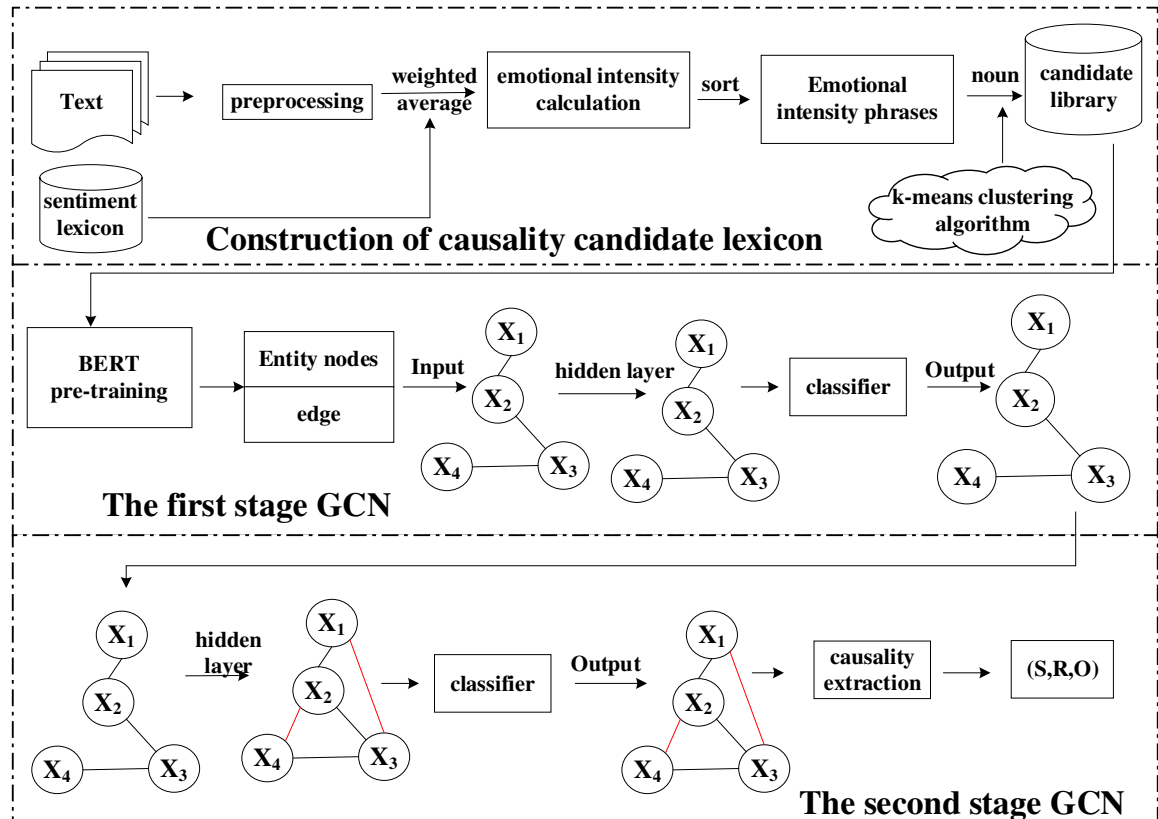 Text
preprocessing
weighted
average
emotional intensity
calculation
sort
Emotional
intensity phrases
noun
candidate
library
sentiment
lexicon
k-means clustering
algorithm
Construction of causality candidate lexicon
BERT
pre-training
Entity nodes
edge
Input
X₁
X₂
X₃
X₄
hidden layer
X₁
X₂
X₃
X₄
classifier
Output
X₁
X₂
X₃
X₄
The first stage GCN
X₁
X₂
X₃
X₄
hidden
layer
X₁
X₂
X₃
X₄
classifier
Output
X₁
X₂
X₃
X₄
causality
extraction
(S,R,O)
The second stage GCN